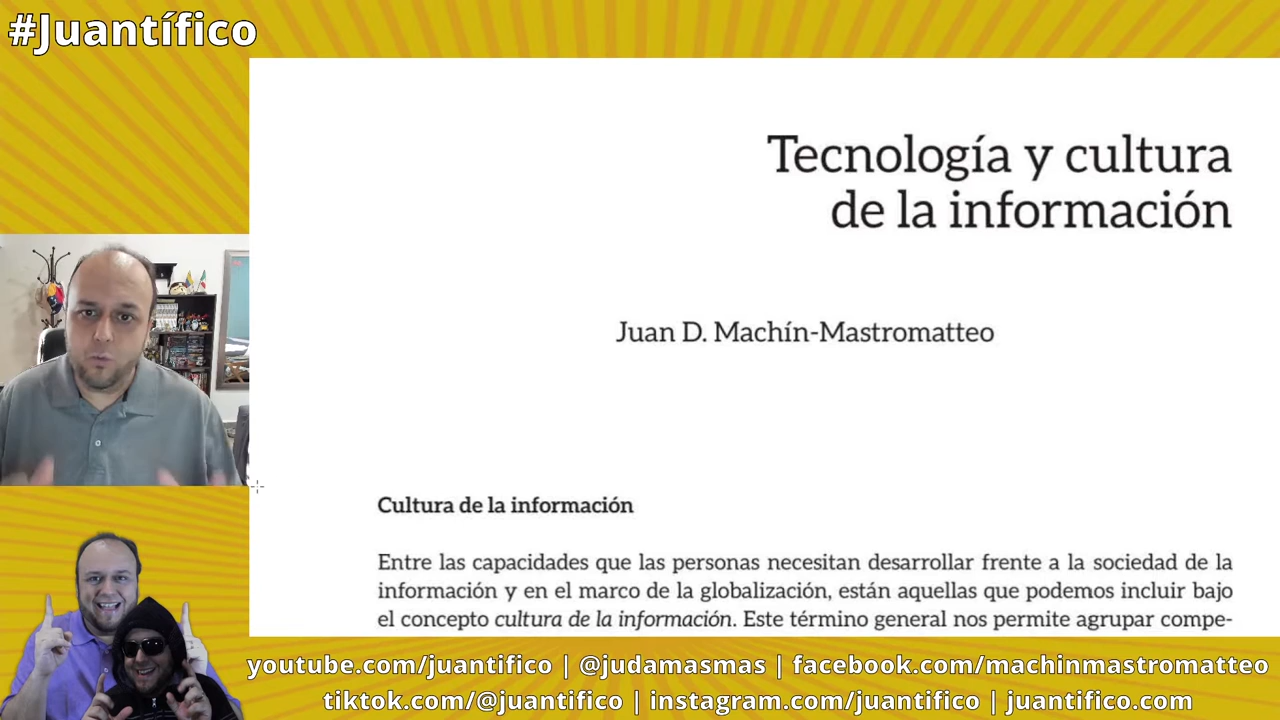 #Juantífico
Tecnología y cultura
de la información
Juan D. Machín-Mastromatteo
Cultura de la información
Entre las capacidades que las personas necesitan desarrollar frente a la sociedad de la
información y en el marco de la globalización, están aquellas que podemos incluir bajo
el concepto cultura de la información. Este término general nos permite agrupar compe-
youtube.com/juantifico | @judamasmas | facebook.com/machinmastromatteo
tiktok.com/@juantifico | instagram.com/juantifico | juantifico.com